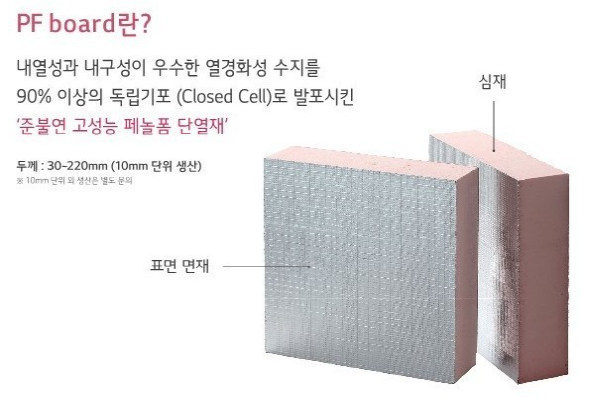 PF board란?
내열성과 내구성이 우수한 열경화성 수지를
90% 이상의 독립기포 (Closed Cell)로 발포시킨
'준불연 고성능 페놀폼 단열재'
두께 : 30-220mm (10mm 단위 생산)
※ 10mm 단위 외 생산은 별도 문의
심재
표면 면재